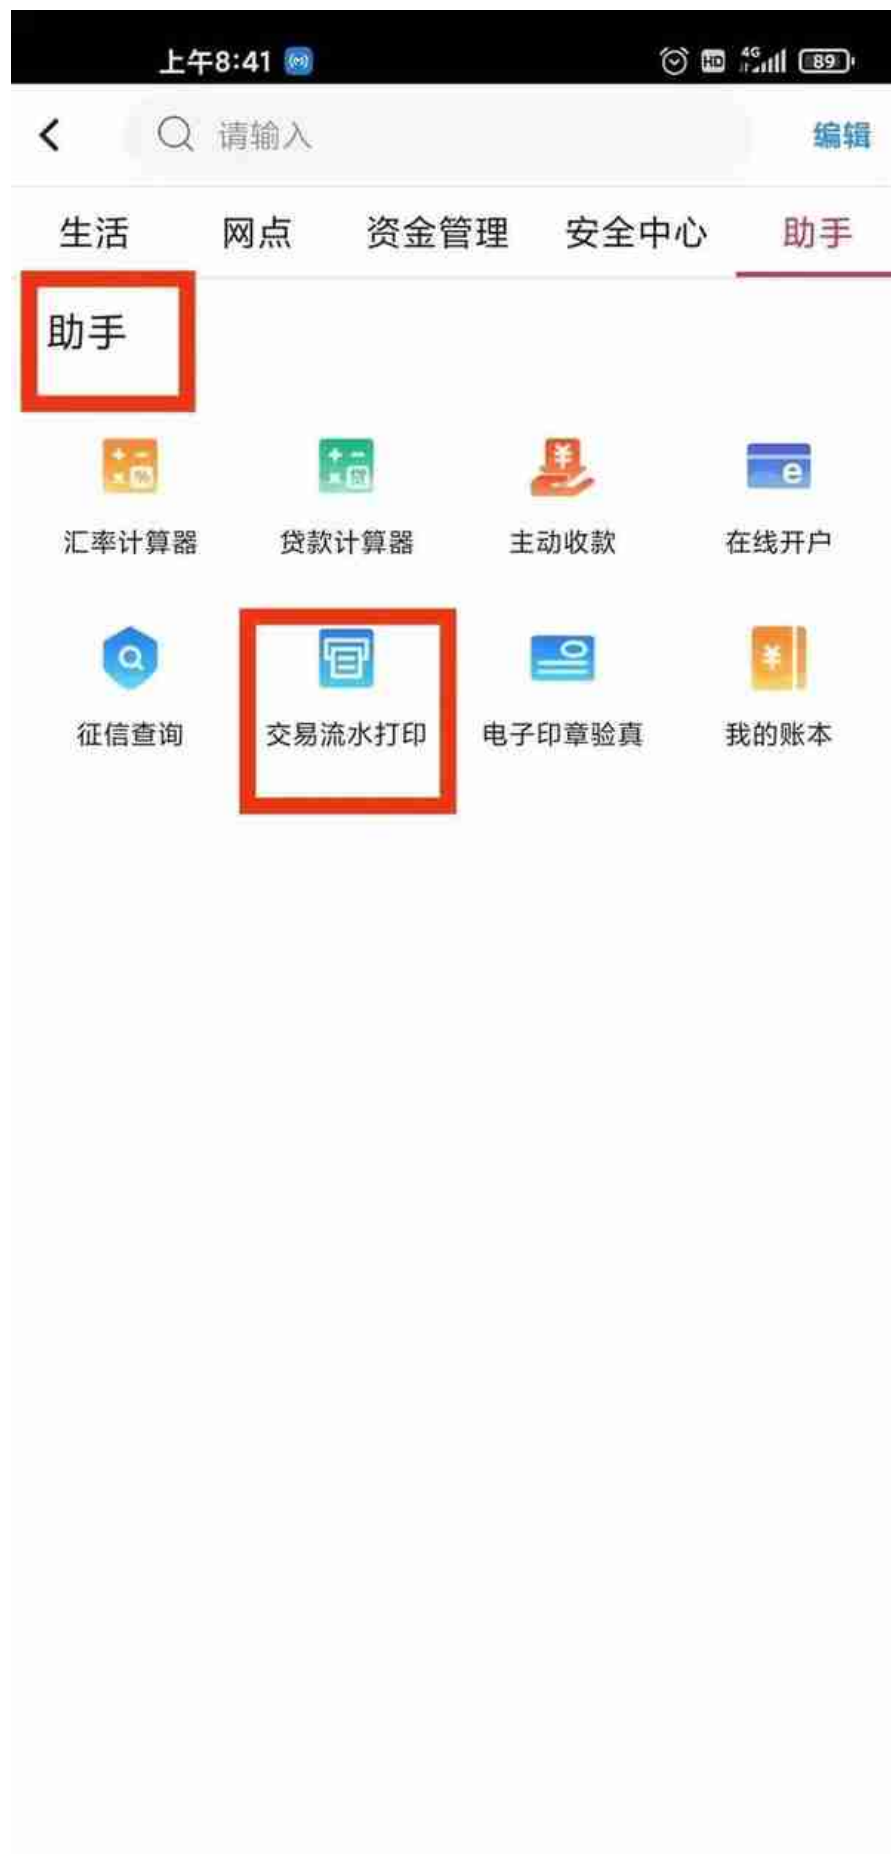 上午8:41 HD 4G 89
请输入 编辑
生活 网点 资金管理 安全中心 助手
助手
汇率计算器 贷款计算器 主动收款 在线开户
征信查询 交易流水打印 电子印章验真 我的账本